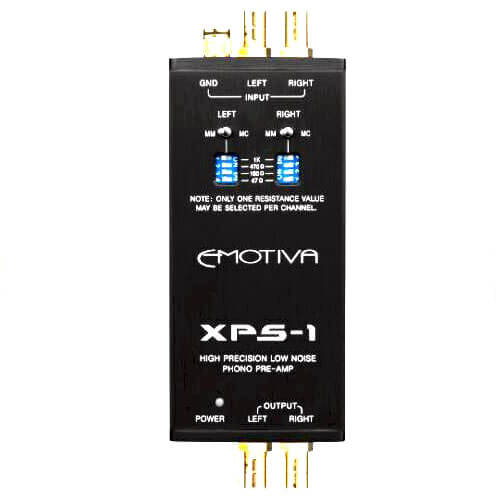 GND LEFT RIGHT
INPUT
LEFT RIGHT
MM MC MM MC
1K
470 Ω
100 Ω
47 Ω
NOTE: ONLY ONE RESISTANCE VALUE
MAY BE SELECTED PER CHANNEL.
EMOTIVA
XPS-1
HIGH PRECISION LOW NOISE
PHONO PRE-AMP
OUTPUT
POWER LEFT RIGHT